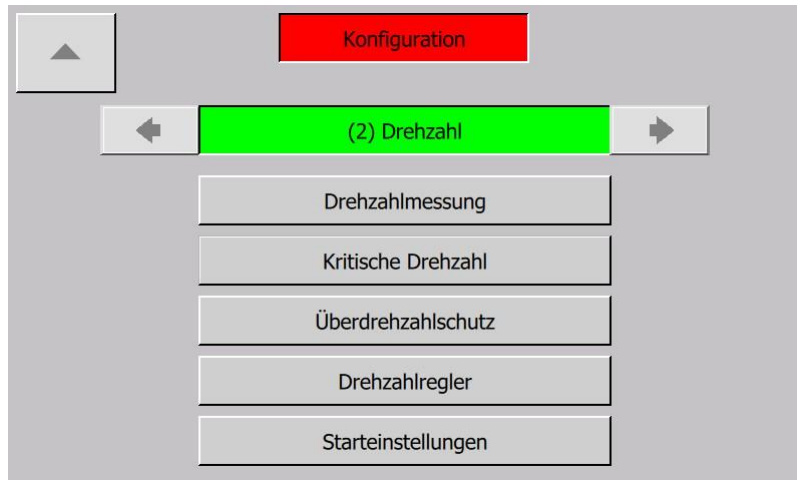 Konfiguration
(2) Drehzahl
Drehzahlmessung
Kritische Drehzahl
Überdrehzahlschutz
Drehzahlregler
Starteinstellungen